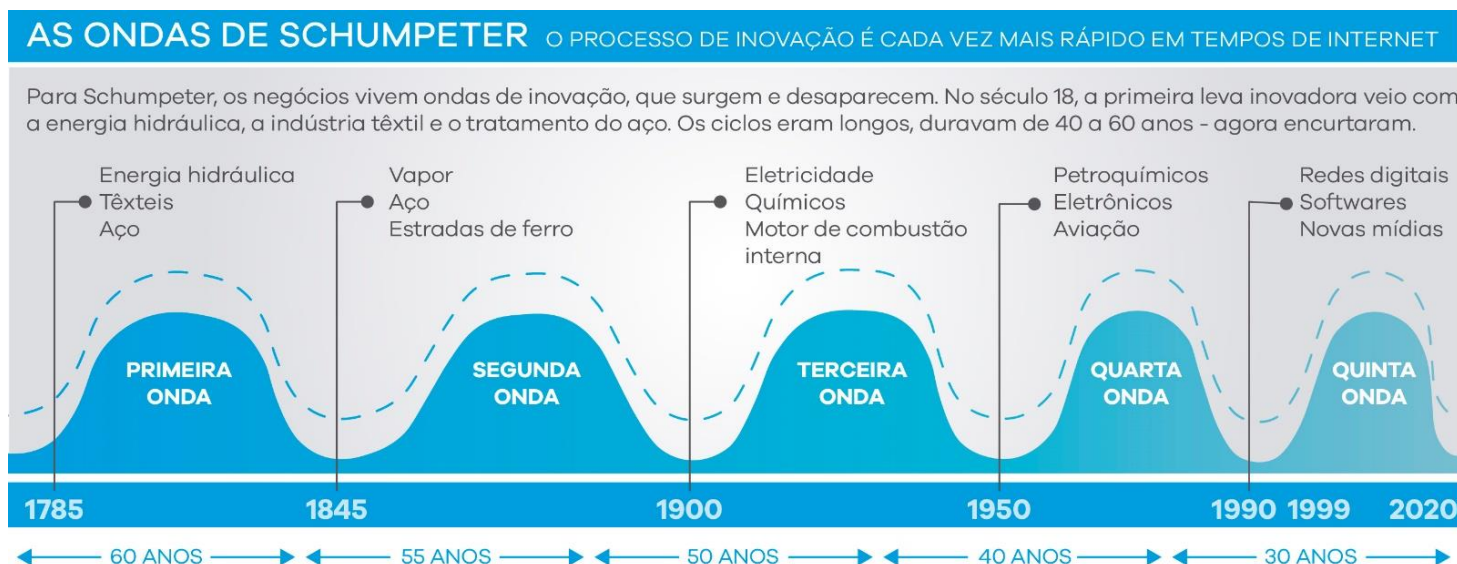 AS ONDAS DE SCHUMPETER O PROCESSO DE INOVAÇÃO É CADA VEZ MAIS RÁPIDO EM TEMPOS DE INTERNET
Para Schumpeter, os negócios vivem ondas de inovação, que surgem e desaparecem. No século 18, a primeira leva inovadora veio com
a energia hidráulica, a indústria têxtil e o tratamento do aço. Os ciclos eram longos, duravam de 40 a 60 anos - agora encurtaram.
Energia hidráulica
Têxteis
Aço
Vapor
Aço
Estradas de ferro
Eletricidade
Químicos
Motor de combustão
interna
Petroquímicos
Eletrônicos
Aviação
Redes digitais
Softwares
Novas mídias
PRIMEIRA
ONDA
SEGUNDA
ONDA
TERCEIRA
ONDA
QUARTA
ONDA
QUINTA
ONDA
1785 1845 1900 1950 1990 1999 2020
60 ANOS 55 ANOS 50 ANOS 40 ANOS 30 ANOS